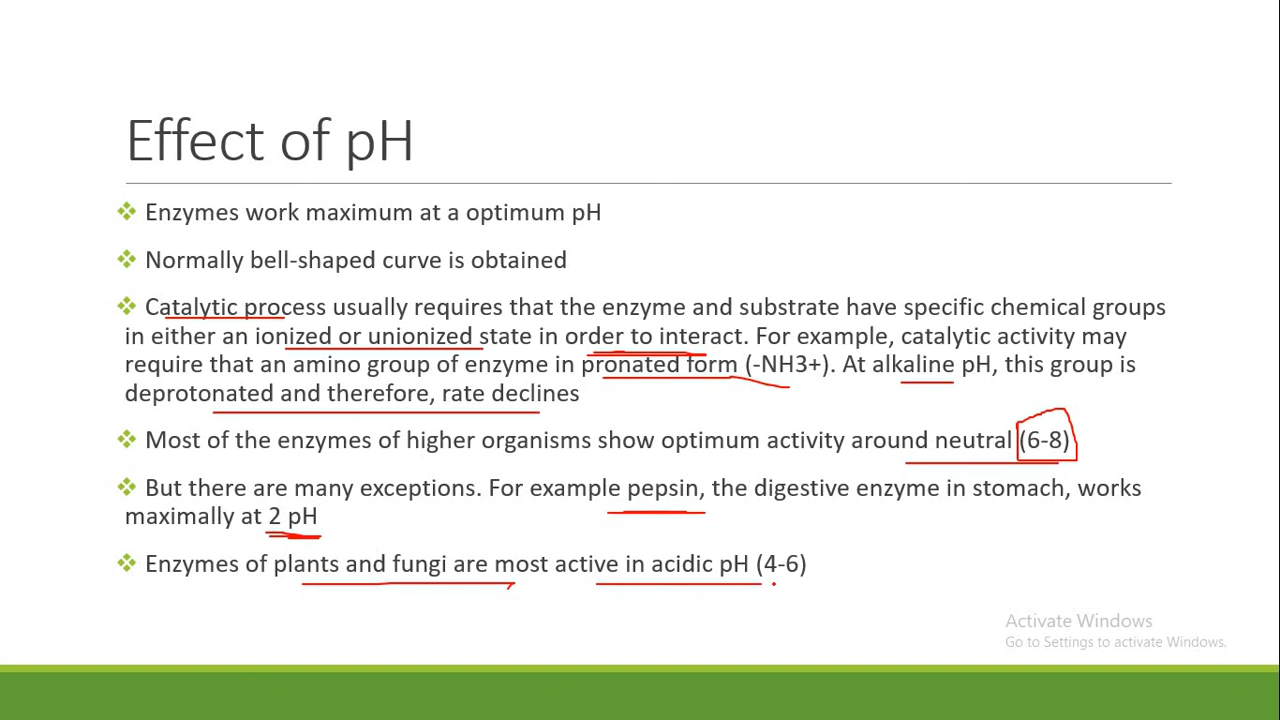 Effect of pH
Enzymes work maximum at a optimum pH
Normally bell-shaped curve is obtained
Catalytic process usually requires that the enzyme and substrate have specific chemical groups
in either an ionized or unionized state in order to interact. For example, catalytic activity may
require that an amino group of enzyme in pronated form (-NH3+). At alkaline pH, this group is
deprotonated and therefore, rate declines
Most of the enzymes of higher organisms show optimum activity around neutral (6-8)
But there are many exceptions. For example pepsin, the digestive enzyme in stomach, works
maximally at 2 pH
Enzymes of plants and fungi are most active in acidic pH (4-6)
Activate Windows
Go to Settings to activate Windows.